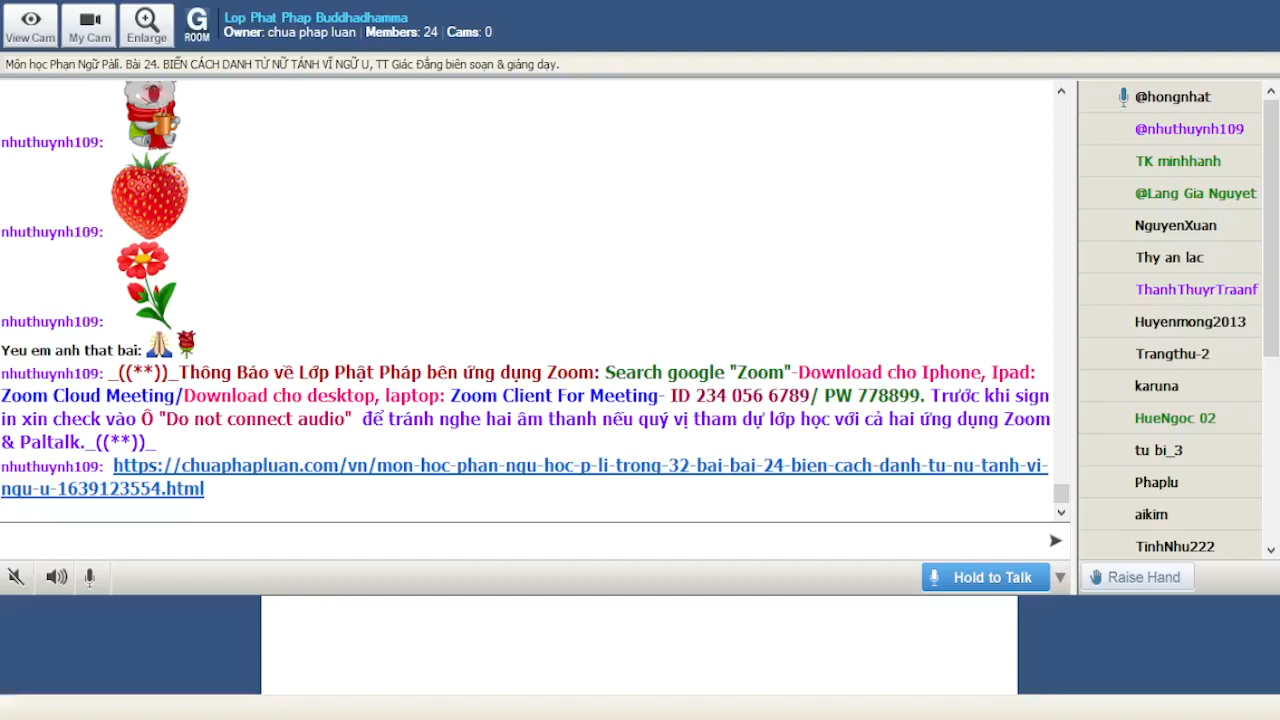 View Cam
My Cam
Enlarge
G
ROOM
Lop Phat Phap Buddhadhamma
Owner: chua phap luan | Members: 24 | Cams: 0
Môn học Phạn Ngữ Pāli. Bài 24. BIẾN CÁCH DANH TỪ NỮ TÁNH VĨ NGỮ U, TT Giác Đẳng biên soạn & giảng dạy.
nhuthuynh109:
nhuthuynh109:
nhuthuynh109:
Yeu em anh that bai:
nhuthuynh109: _((**))_Thông Báo về Lớp Phật Pháp bên ứng dụng Zoom: Search google "Zoom"-Download cho Iphone, Ipad:
Zoom Cloud Meeting/Download cho desktop, laptop: Zoom Client For Meeting- ID 234 056 6789/ PW 778899. Trước khi sign
in xin check vào Ô "Do not connect audio" để tránh nghe hai âm thanh nếu quý vị tham dự lớp học với cả hai ứng dụng Zoom
& Paltalk._((**))_
nhuthuynh109: https://chuaphapluan.com/vn/mon-hoc-phan-ngu-hoc-p-li-trong-32-bai-bai-24-bien-cach-danh-tu-nu-tanh-vi-
ngu-u-1639123554.html
Hold to Talk
@hongnhat
@nhuthuynh109
TK minhhanh
@Lang Gia Nguyet
NguyenXuan
Thy an lac
ThanhThuyrTraanf
Huyenmong2013
Trangthu-2
karuna
HueNgoc 02
tu bi_3
Phaplu
aikim
TinhNhu222
Raise Hand